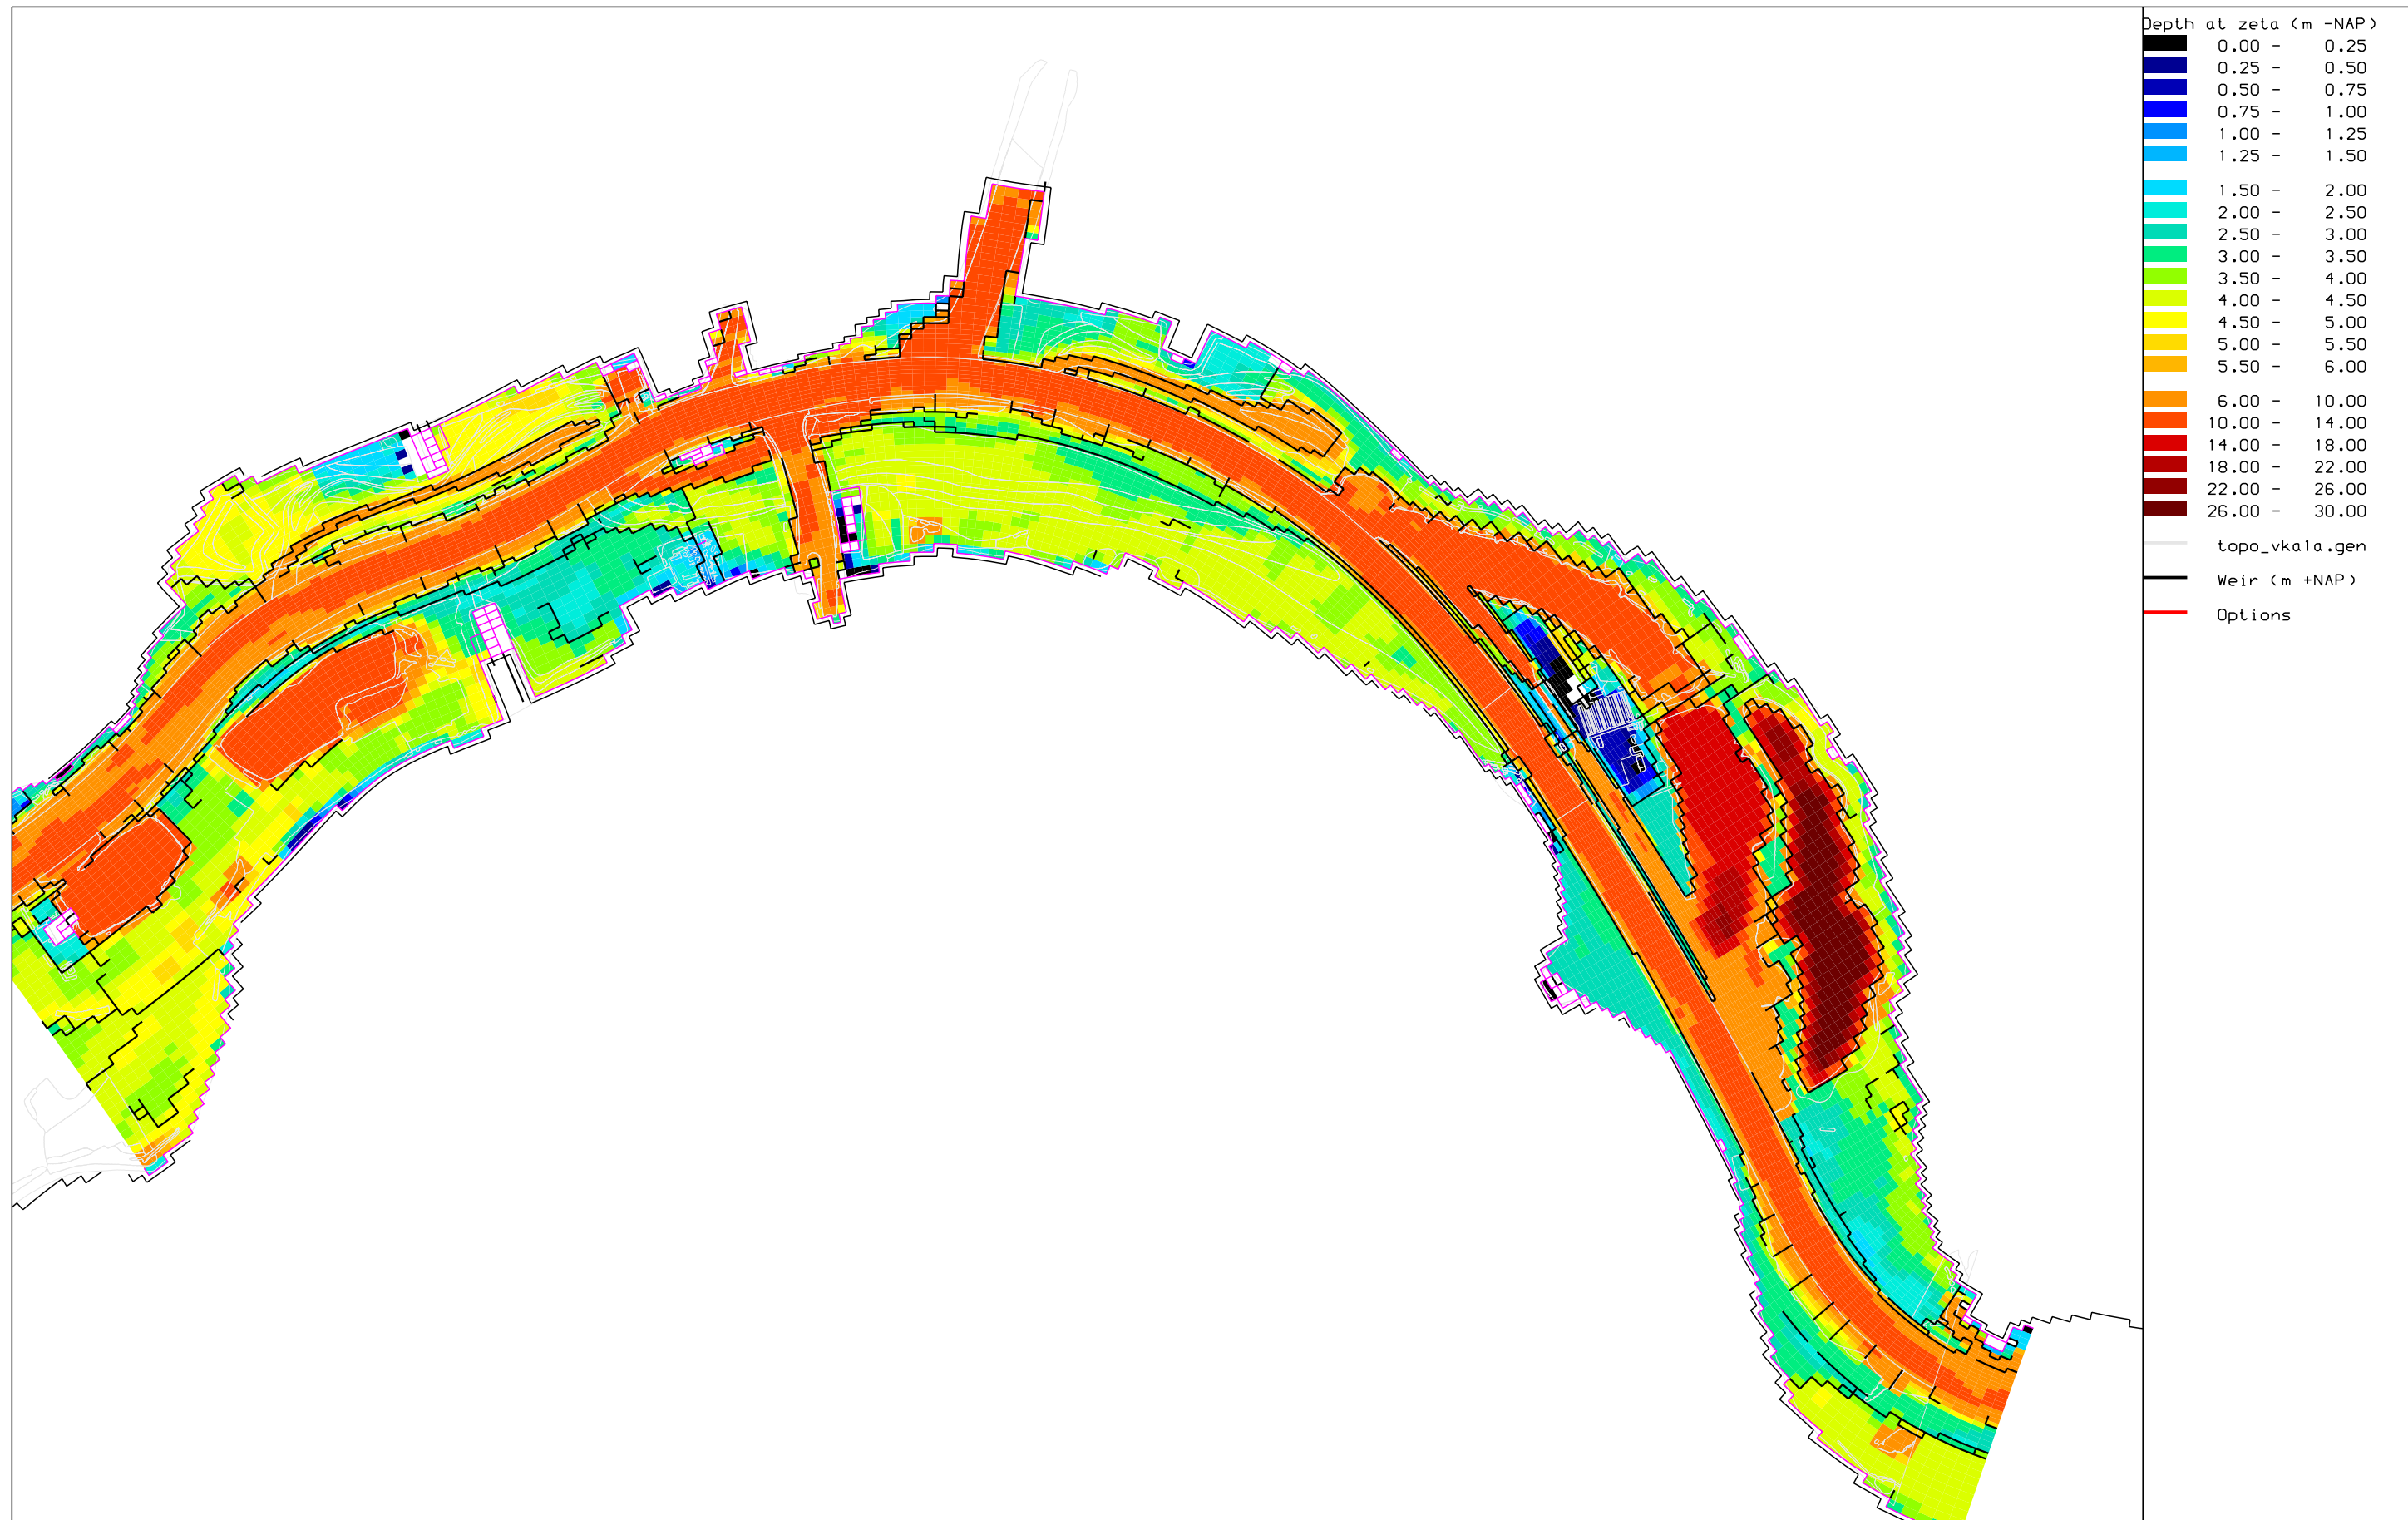 Depth at zeta (m -NAP)
0.00 - 0.25
0.25 - 0.50
0.50 - 0.75
0.75 - 1.00
1.00 - 1.25
1.25 - 1.50
1.50 - 2.00
2.00 - 2.50
2.50 - 3.00
3.00 - 3.50
3.50 - 4.00
4.00 - 4.50
4.50 - 5.00
5.00 - 5.50
5.50 - 6.00
6.00 - 10.00
10.00 - 14.00
14.00 - 18.00
18.00 - 22.00
22.00 - 26.00
26.00 - 30.00
topo_vka1a.gen
Weir (m +NAP)
Options